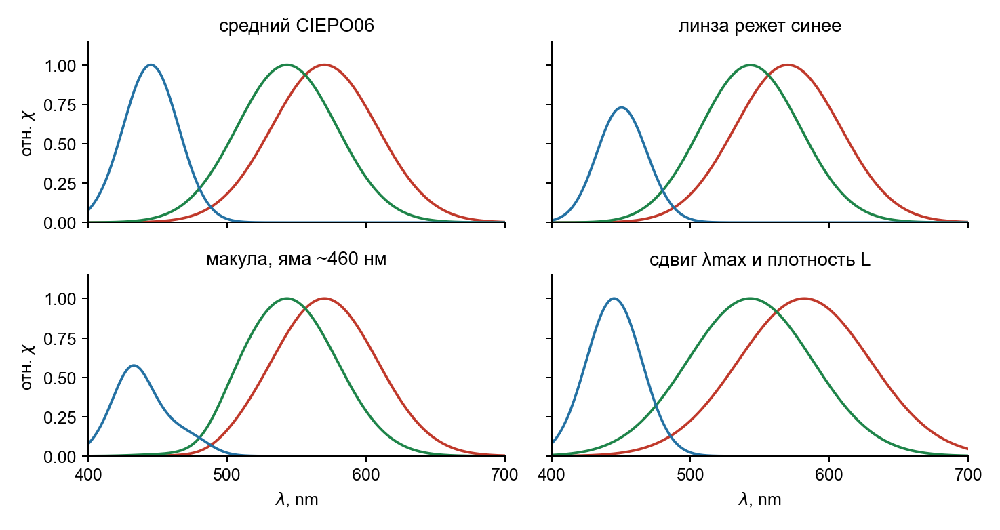 средний CIEPO06
линза режет синее
1.00
0.75
0.50
0.25
0.00
отн. χ
макула, яма ~460 нм
сдвиг λmax и плотность L
1.00
0.75
0.50
0.25
0.00
отн. χ
400 500 600 700
400 500 600 700
λ, nm
λ, nm